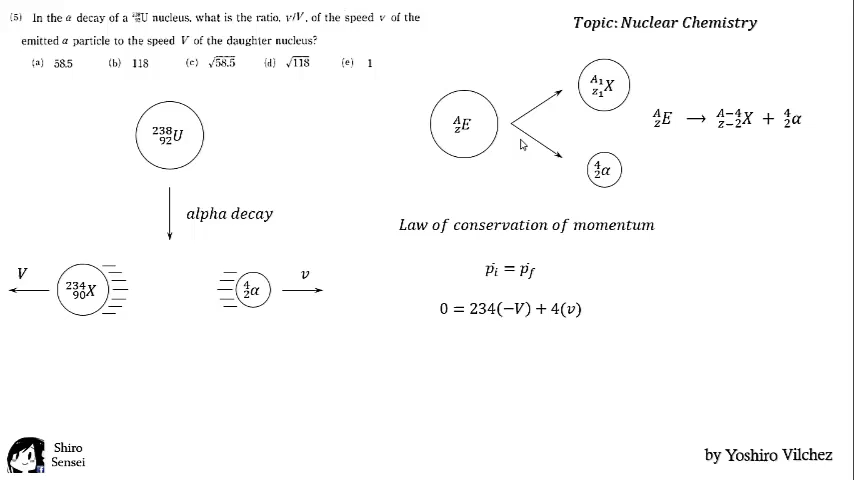 (5) In the α decay of a ²³⁸₉₂U nucleus, what is the ratio, v/V, of the speed v of the
emitted α particle to the speed V of the daughter nucleus?
(a) 58.5 (b) 118 (c) √58.5 (d) √118 (e) 1
Topic: Nuclear Chemistry
²³⁸₉₂U
alpha decay
V
²³⁴₉₀X
⁴₂α
v
ᴬ_Z E
ᴬ¹_Z₁ X
⁴₂α
ᴬ_Z E → ᴬ⁻⁴_Z₋₂ X + ⁴₂α
Law of conservation of momentum
p⃗ᵢ = p⃗_f
0 = 234(−V) + 4(v)
Shiro
Sensei
by Yoshiro Vilchez